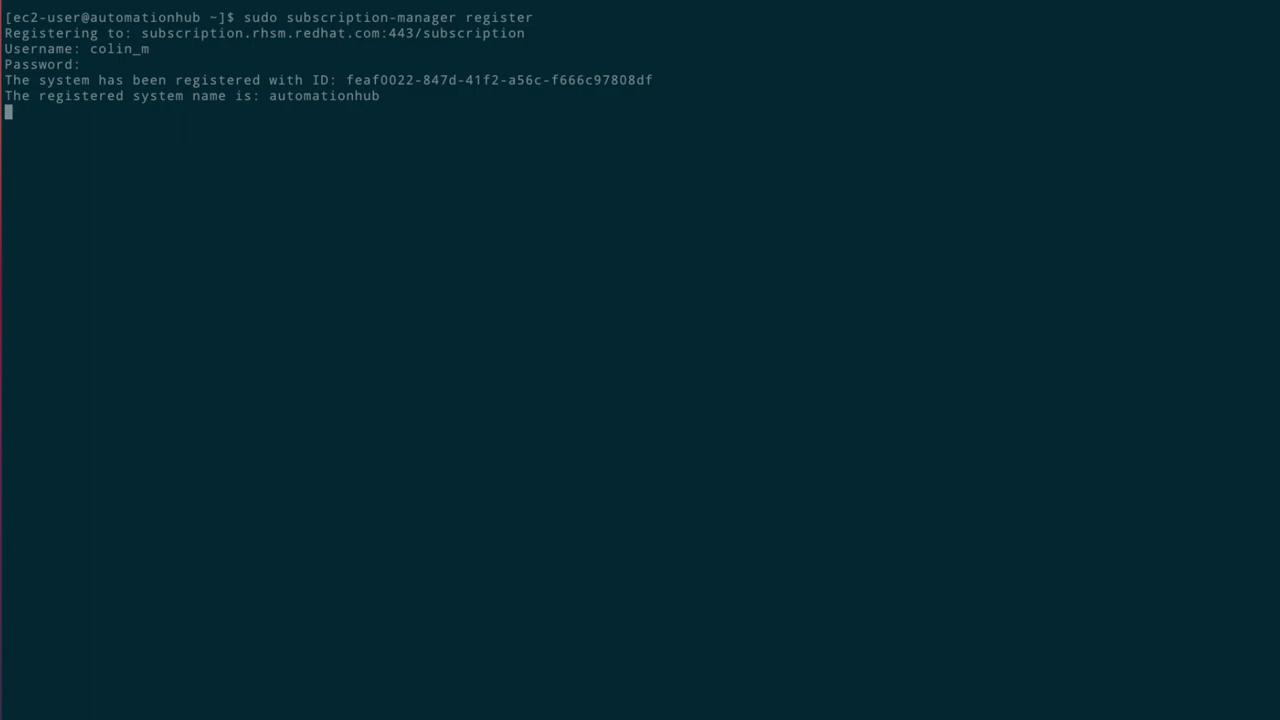 [ec2-user@automationhub ~]$ sudo subscription-manager register
Registering to: subscription.rhsm.redhat.com:443/subscription
Username: colin_m
Password:
The system has been registered with ID: feaf0022-847d-41f2-a56c-f666c97808df
The registered system name is: automationhub